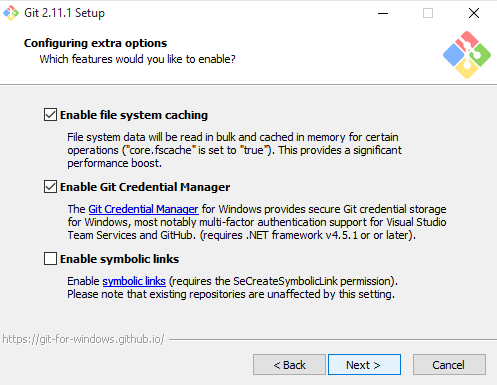 Git 2.11.1 Setup
Configuring extra options
Which features would you like to enable?
Enable file system caching
File system data will be read in bulk and cached in memory for certain
operations ("core.fscache" is set to "true"). This provides a significant
performance boost.
Enable Git Credential Manager
The Git Credential Manager for Windows provides secure Git credential storage
for Windows, most notably multi-factor authentication support for Visual Studio
Team Services and GitHub. (requires .NET framework v4.5.1 or or later).
Enable symbolic links
Enable symbolic links (requires the SeCreateSymbolicLink permission).
Please note that existing repositories are unaffected by this setting.
https://git-for-windows.github.io/
< Back Next > Cancel